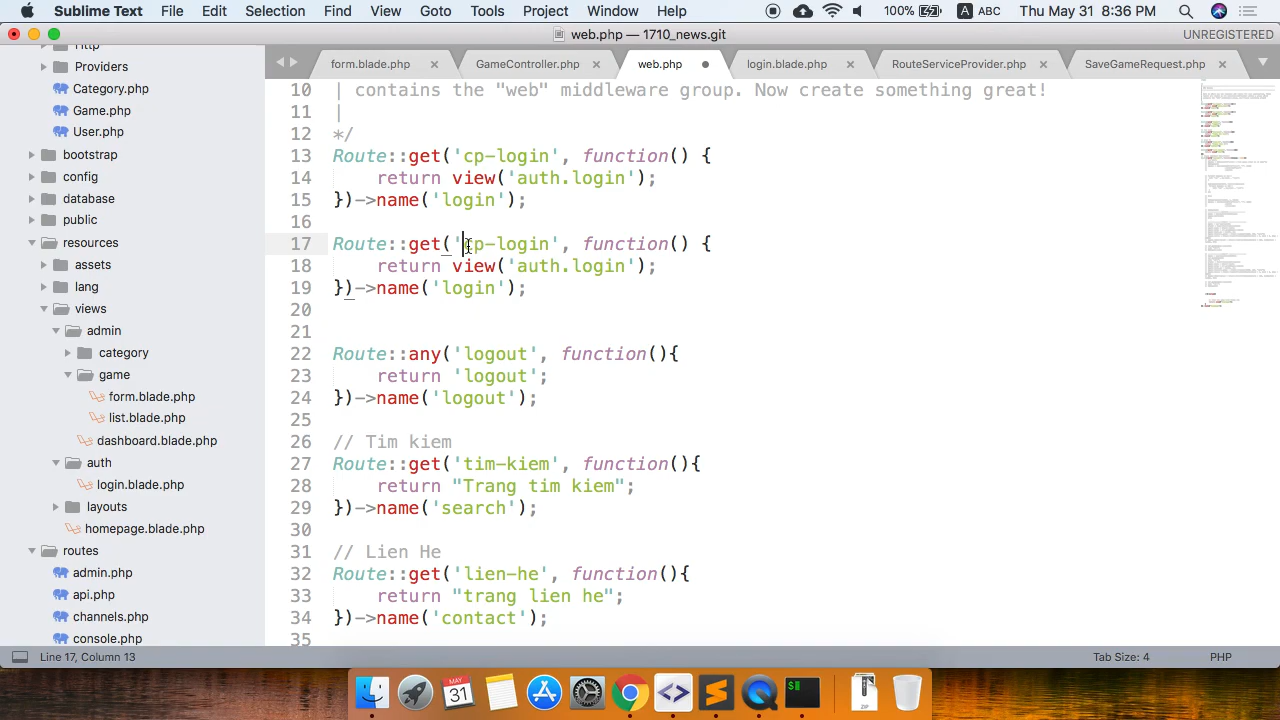 Sublime Text File Edit Selection Find View Goto Tools Project Window Help 100% A ABC Thu May 31 8:36 PM
web.php — 1710_news.git UNREGISTERED
form.blade.php GameController.php web.php login.blade.php RouteServiceProvider.php SaveGameRequest.php
Providers
Category.php
Game.php
User.php
bootstrap
config
database
public
resources
assets
lang
views
admin
category
game
form.blade.php
list.blade.php
dashboard.blade.php
auth
login.blade.php
layouts
homepage.blade.php
routes
admin.php
api.php
channels.php
console.php
10 | contains the "web" middleware group. Now create something great!
11 |
12 */
13 Route::get('cp-login', function() {
14 return view('auth.login');
15 })->name('login');
16
17 Route::get('cp-login', function() {
18 return view('auth.login');
19 })->name('login');
20
21
22 Route::any('logout', function(){
23 return 'logout';
24 })->name('logout');
25
26 // Tim kiem
27 Route::get('tim-kiem', function(){
28 return "Trang tim kiem";
29 })->name('search');
30
31 // Lien He
32 Route::get('lien-he', function(){
33 return "trang lien he";
34 })->name('contact');
35
Line 17, Column 13 Tab Size: 4 PHP
MAY
31
ZIP